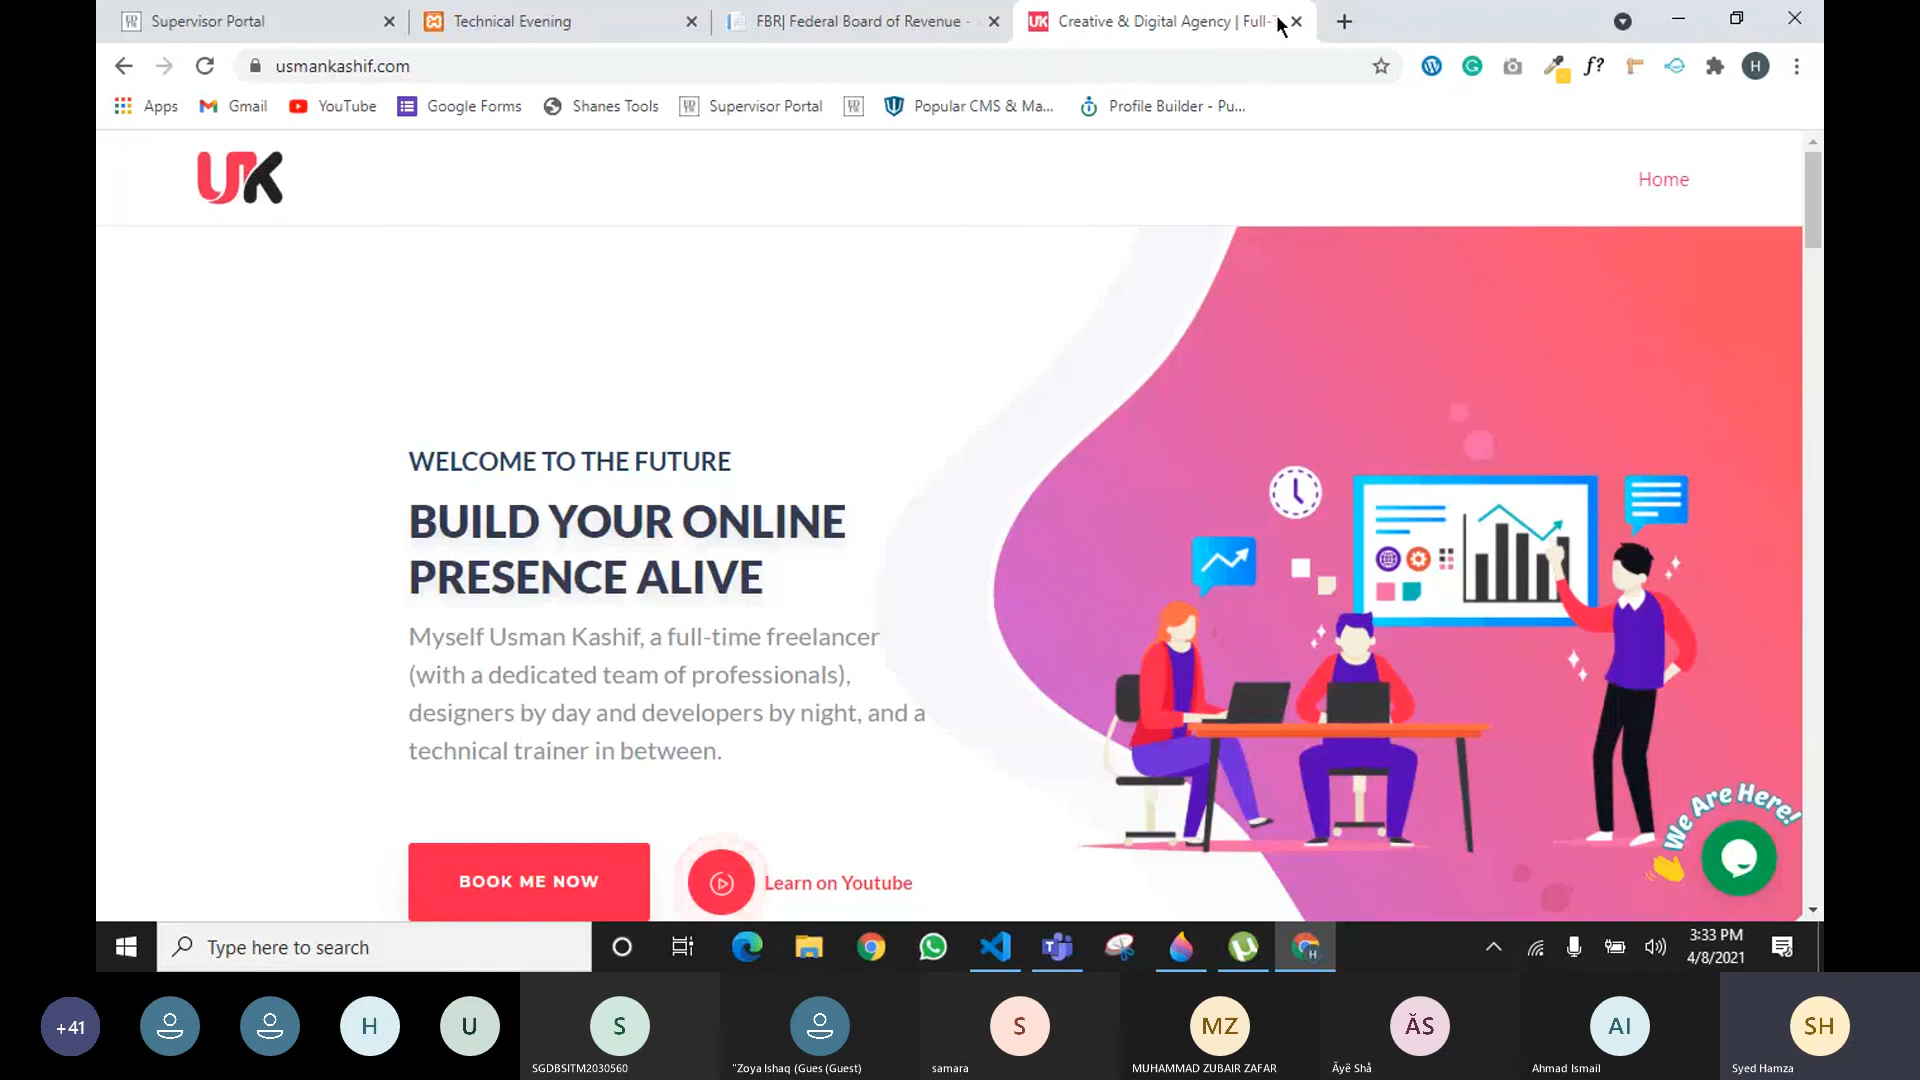 Supervisor Portal
Technical Evening
FBR| Federal Board of Revenue -
UK Creative & Digital Agency | Full-
usmankashif.com
f?
H
Apps
Gmail
YouTube
Google Forms
Shanes Tools
Supervisor Portal
Popular CMS & Ma...
Profile Builder - Pu...
UK
Home
WELCOME TO THE FUTURE
BUILD YOUR ONLINE
PRESENCE ALIVE
Myself Usman Kashif, a full-time freelancer
(with a dedicated team of professionals),
designers by day and developers by night, and a
technical trainer in between.
BOOK ME NOW
Learn on Youtube
We Are Here!
Type here to search
3:33 PM
4/8/2021
+41
H
U
S
S
MZ
ĂS
AI
SH
SGDBSITM2030560
"Zoya Ishaq (Gues (Guest)
samara
MUHAMMAD ZUBAIR ZAFAR
Ăyë Shå
Ahmad Ismail
Syed Hamza